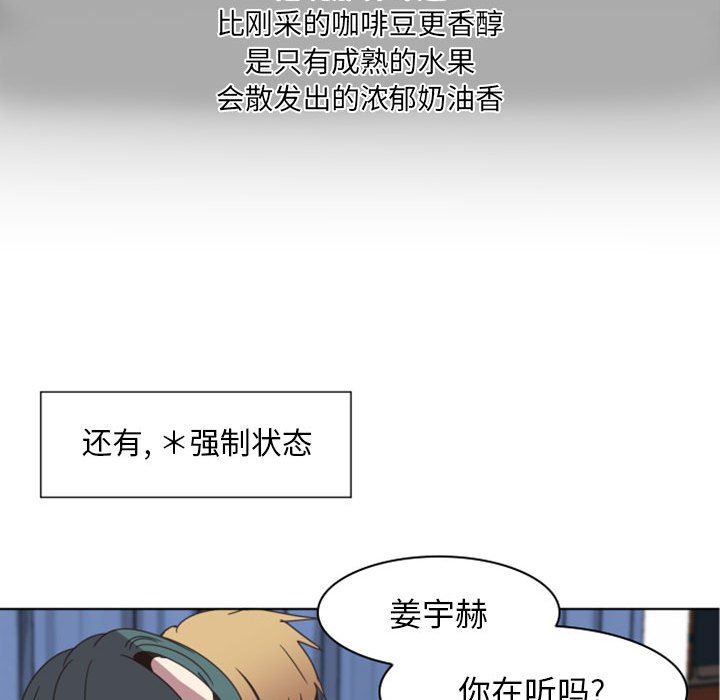 比刚采的咖啡豆更香醇
是只有成熟的水果
会散发出的浓郁奶油香
还有,＊强制状态
姜宇赫
你在听吗?